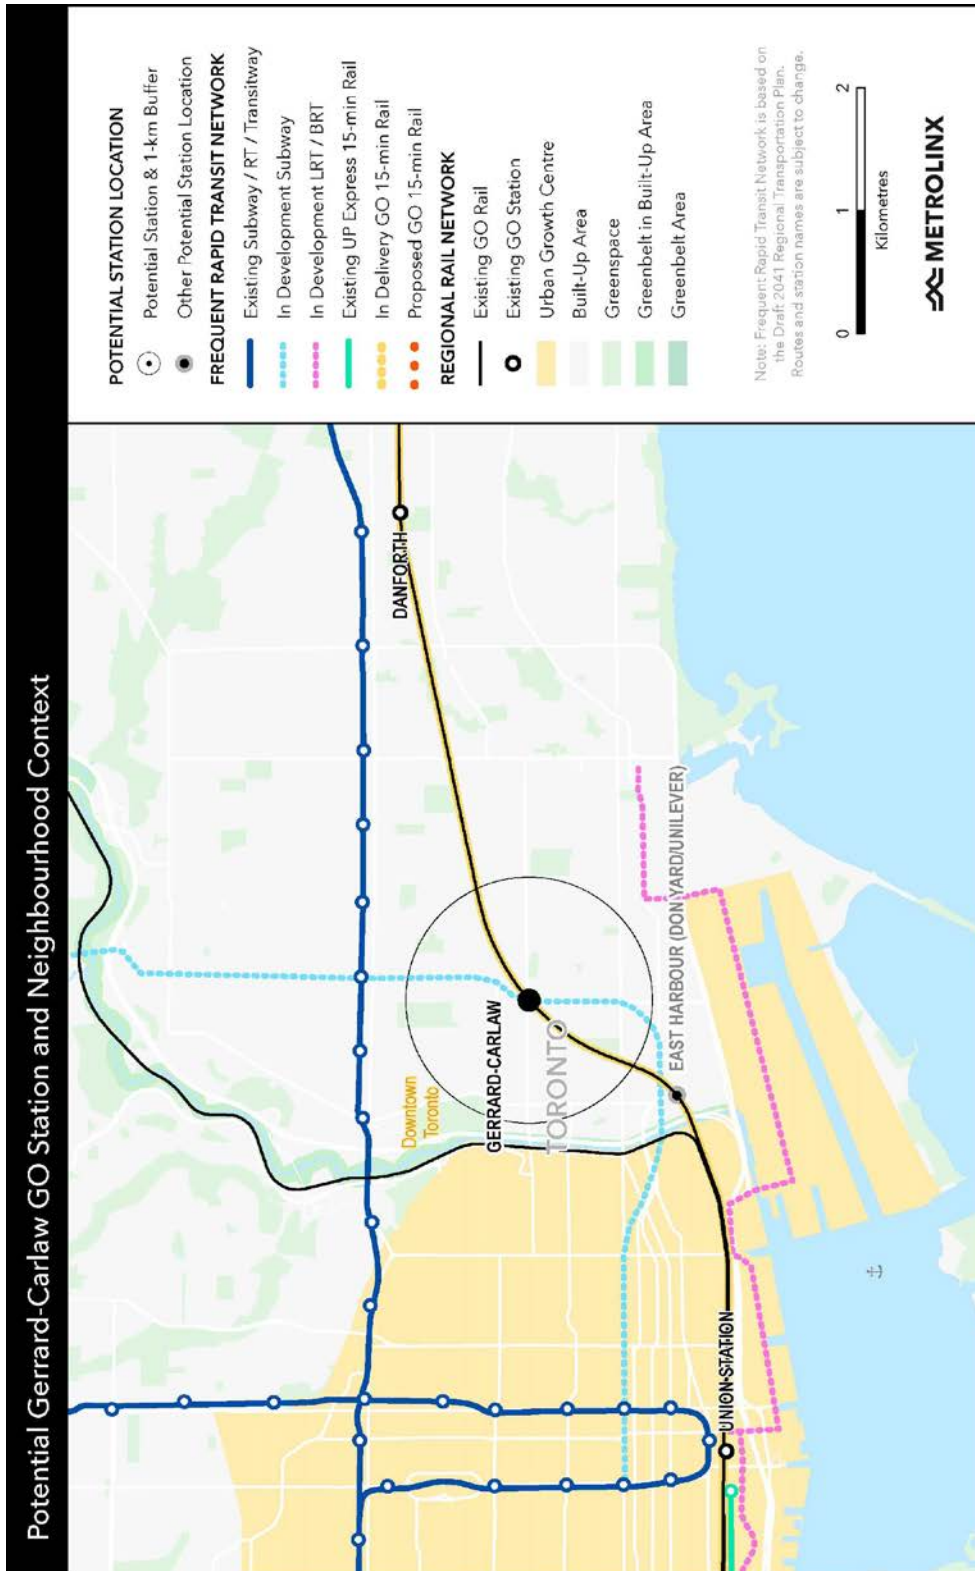 Potential Gerrard-Carlaw GO Station and Neighbourhood Context
DANFORTH
Downtown
Toronto
GERRARD-CARLAW
TORONTO
EAST HARBOUR (DON YARD/UNILEVER)
UNION STATION
POTENTIAL STATION LOCATION
Potential Station & 1-km Buffer
Other Potential Station Location
FREQUENT RAPID TRANSIT NETWORK
Existing Subway / RT / Transitway
In Development Subway
In Development LRT / BRT
Existing UP Express 15-min Rail
In Delivery GO 15-min Rail
Proposed GO 15-min Rail
REGIONAL RAIL NETWORK
Existing GO Rail
Existing GO Station
Urban Growth Centre
Built-Up Area
Greenspace
Greenbelt in Built-Up Area
Greenbelt Area
Note: Frequent Rapid Transit Network is based on
the Draft 2041 Regional Transportation Plan.
Routes and station names are subject to change.
0 1 2
Kilometres
METROLINX